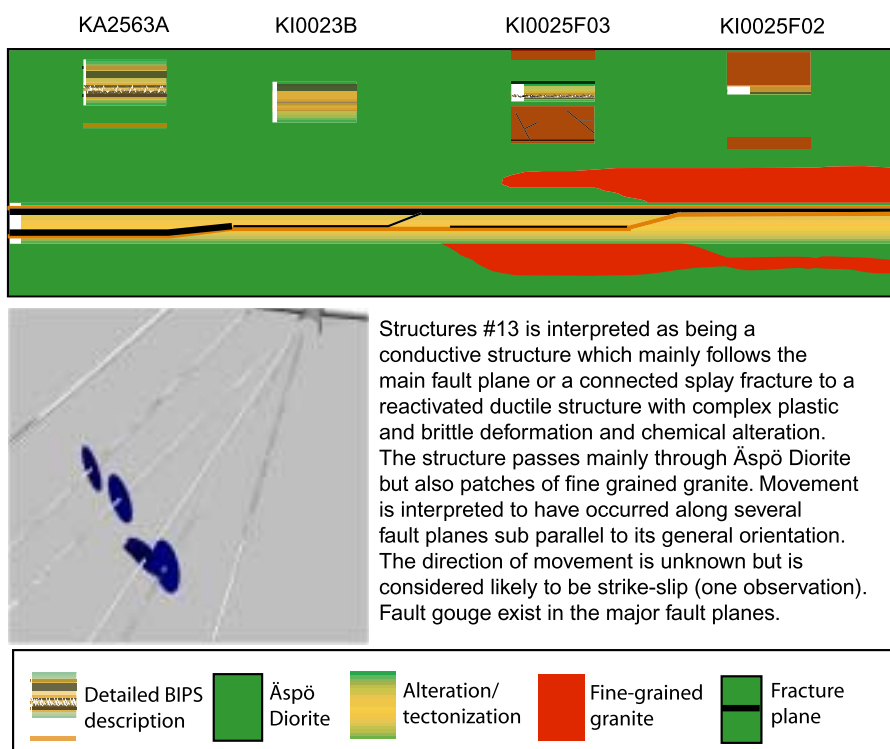 KA2563A KI0023B KI0025F03 KI0025F02
Structures #13 is interpreted as being a
conductive structure which mainly follows the
main fault plane or a connected splay fracture to a
reactivated ductile structure with complex plastic
and brittle deformation and chemical alteration.
The structure passes mainly through Äspö Diorite
but also patches of fine grained granite. Movement
is interpreted to have occurred along several
fault planes sub parallel to its general orientation.
The direction of movement is unknown but is
considered likely to be strike-slip (one observation).
Fault gouge exist in the major fault planes.
Detailed BIPS
description
Äspö
Diorite
Alteration/
tectonization
Fine-grained
granite
Fracture
plane